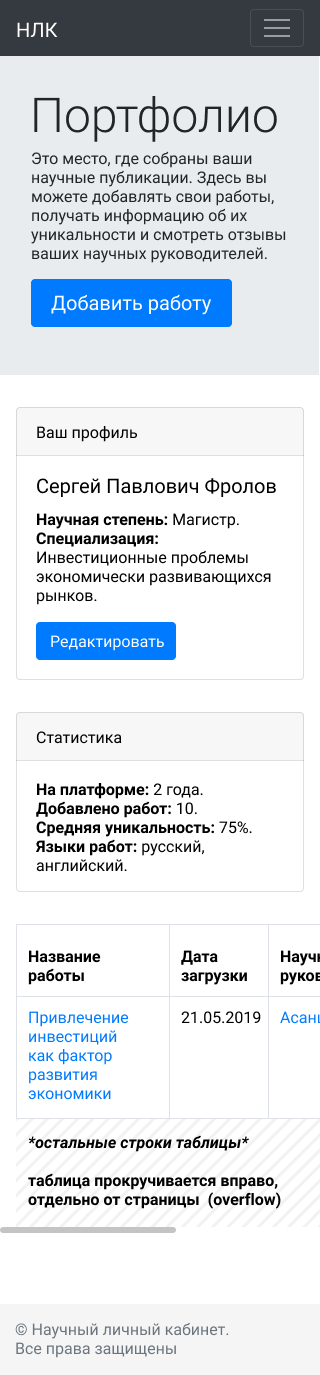 НЛК
Портфолио
Это место, где собраны ваши
научные публикации. Здесь вы
можете добавлять свои работы,
получать информацию об их
уникальности и смотреть отзывы
ваших научных руководителей.
Добавить работу
Ваш профиль
Сергей Павлович Фролов
Научная степень: Магистр.
Специализация:
Инвестиционные проблемы
экономически развивающихся
рынков.
Редактировать
Статистика
На платформе: 2 года.
Добавлено работ: 10.
Средняя уникальность: 75%.
Языки работ: русский,
английский.
Название
работы
Дата
загрузки
Привлечение
инвестиций
как фактор
развития
экономики
21.05.2019
*остальные строки таблицы*
таблица прокручивается вправо,
отдельно от страницы (overflow)
© Научный личный кабинет.
Все права защищены